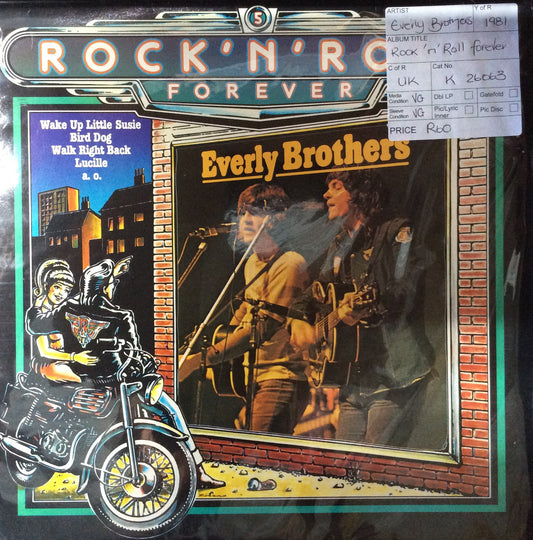 5
ROCK'N'RO
FOREVER
Wake Up Little Susie
Bird Dog
Walk Right Back
Lucille
a. o.
Everly Brothers
ARTIST Y of R
Everly Brothers 1981
ALBUM TITLE
Rock 'n' Roll forever
C of R Cat No
UK K 26063
Media Condition VG Dbl LP Gatefold
Sleeve Condition VG Pic/Lyric Inner Pic Disc
PRICE R60